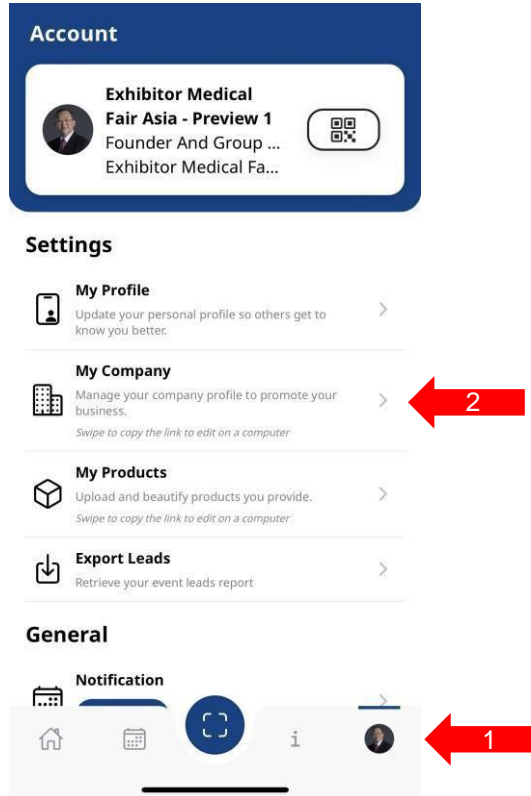 Account
Exhibitor Medical
Fair Asia - Preview 1
Founder And Group ...
Exhibitor Medical Fa...
Settings
My Profile
Update your personal profile so others get to
know you better.
My Company
Manage your company profile to promote your
business.
Swipe to copy the link to edit on a computer
2
My Products
Upload and beautify products you provide.
Swipe to copy the link to edit on a computer
Export Leads
Retrieve your event leads report
General
Notification
i
1